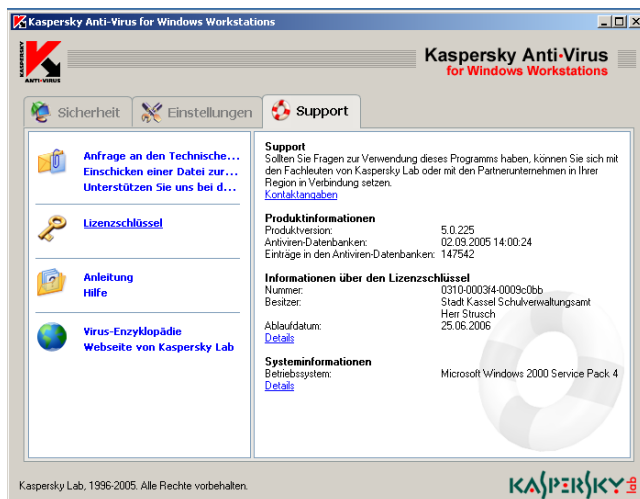 Kaspersky Anti-Virus for Windows Workstations
KASPERSKY
ANTI-VIRUS
Kaspersky Anti-Virus
for Windows Workstations
Sicherheit
Einstellungen
Support
Anfrage an den Technische...
Einschicken einer Datei zur...
Unterstützen Sie uns bei d...
Lizenzschlüssel
Anleitung
Hilfe
Virus-Enzyklopädie
Webseite von Kaspersky Lab
Support
Sollten Sie Fragen zur Verwendung dieses Programms haben, können Sie sich mit
den Fachleuten von Kaspersky Lab oder mit den Partnerunternehmen in Ihrer
Region in Verbindung setzen.
Kontaktangaben
Produktinformationen
Produktversion: 5.0.225
Antiviren-Datenbanken: 02.09.2005 14:00:24
Einträge in den Antiviren-Datenbanken: 147542
Informationen über den Lizenzschlüssel
Nummer: 0310-0003f4-0009c0bb
Besitzer: Stadt Kassel Schulverwaltungsamt
Herr Strusch
Ablaufdatum: 25.06.2006
Details
Systeminformationen
Betriebssystem: Microsoft Windows 2000 Service Pack 4
Details
Kaspersky Lab, 1996-2005. Alle Rechte vorbehalten.
KASPERSKY lab